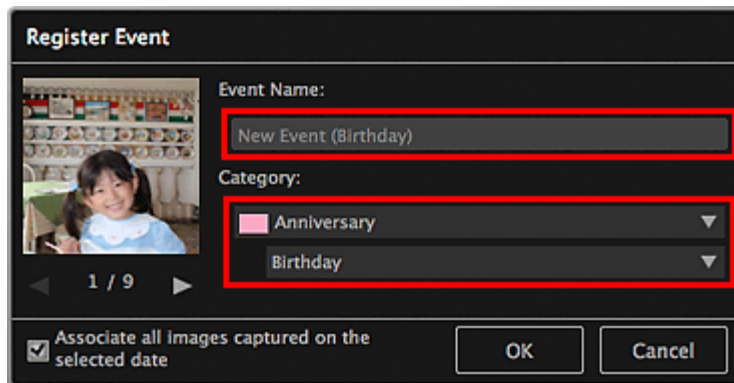 Register Event
Event Name:
New Event (Birthday)
Category:
Anniversary
Birthday
1 / 9
Associate all images captured on the
selected date
OK
Cancel